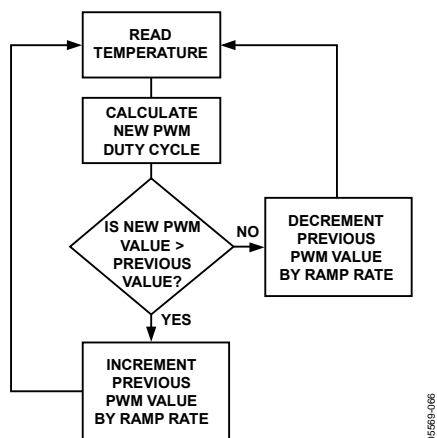 READ
TEMPERATURE
CALCULATE
NEW PWM
DUTY CYCLE
IS NEW PWM
VALUE >
PREVIOUS
VALUE?
NO
DECREMENT
PREVIOUS
PWM VALUE
BY RAMP RATE
YES
INCREMENT
PREVIOUS
PWM VALUE
BY RAMP RATE
05569-066